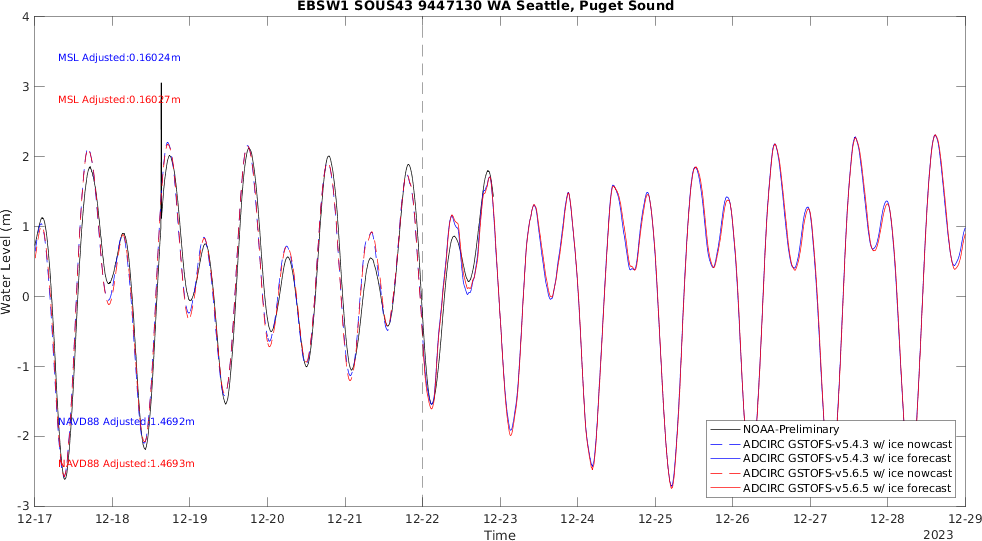 EBSW1 SOUS43 9447130 WA Seattle, Puget Sound
4
3
2
1
0
-1
-2
-3
Water Level (m)
MSL Adjusted:0.16024m
MSL Adjusted:0.16027m
NAVD88 Adjusted:1.4692m
NAVD88 Adjusted:1.4693m
NOAA-Preliminary
ADCIRC GSTOFS-v5.4.3 w/ ice nowcast
ADCIRC GSTOFS-v5.4.3 w/ ice forecast
ADCIRC GSTOFS-v5.6.5 w/ ice nowcast
ADCIRC GSTOFS-v5.6.5 w/ ice forecast
12-17 12-18 12-19 12-20 12-21 12-22 12-23 12-24 12-25 12-26 12-27 12-28 12-29
Time
2023